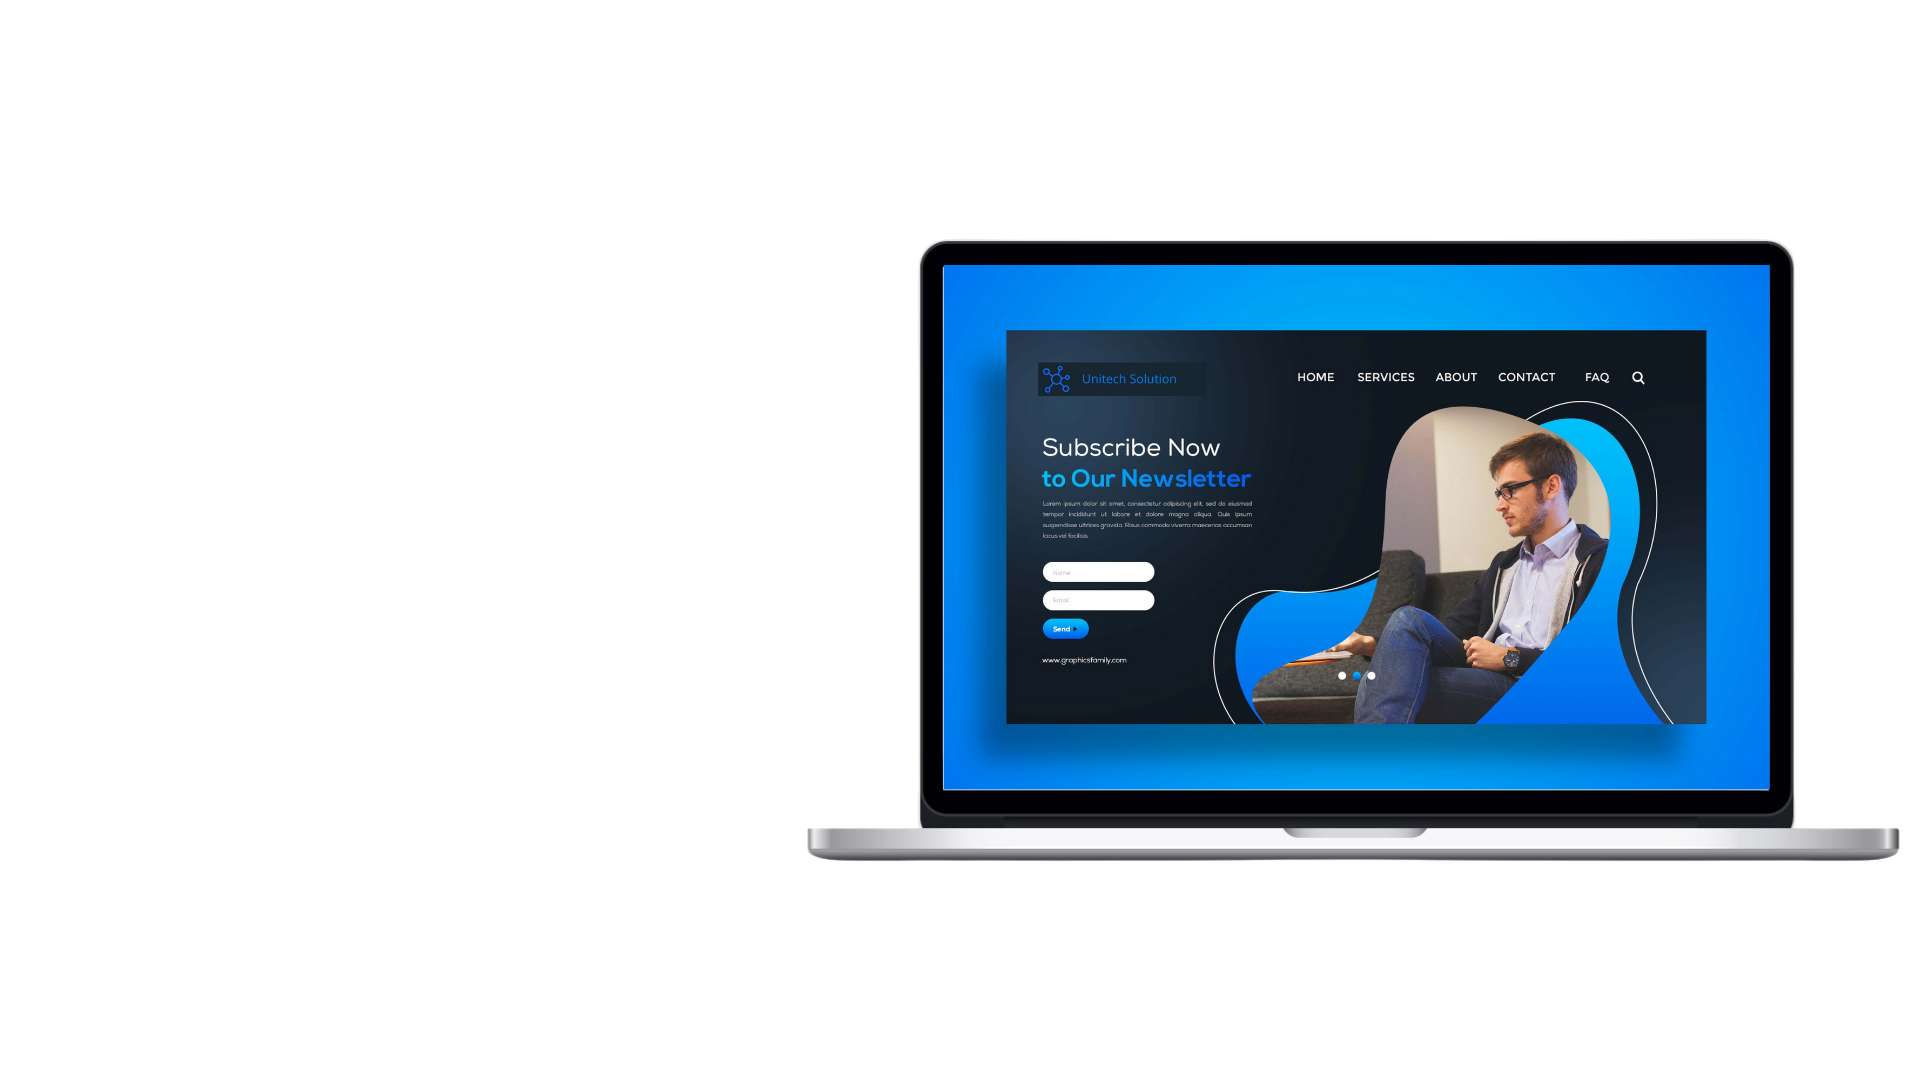 Unitech Solution
HOME SERVICES ABOUT CONTACT FAQ
Subscribe Now
to Our Newsletter
Lorem ipsum dolor sit amet, consectetur adipiscing elit, sed do eiusmod
tempor incididunt ut labore et dolore magna aliqua. Quis ipsum
suspendisse ultrices gravida. Risus commodo viverra maecenas accumsan
lacus vel facilisis.
Name
Email
Send
www.graphicsfamily.com